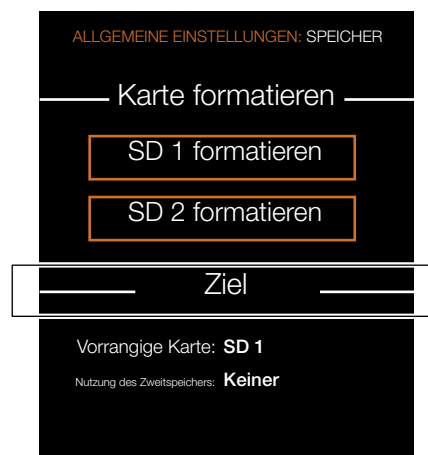 ALLGEMEINE EINSTELLUNGEN: SPEICHER
Karte formatieren
SD 1 formatieren
SD 2 formatieren
Ziel
Vorrangige Karte: SD 1
Nutzung des Zweitspeichers: Keiner